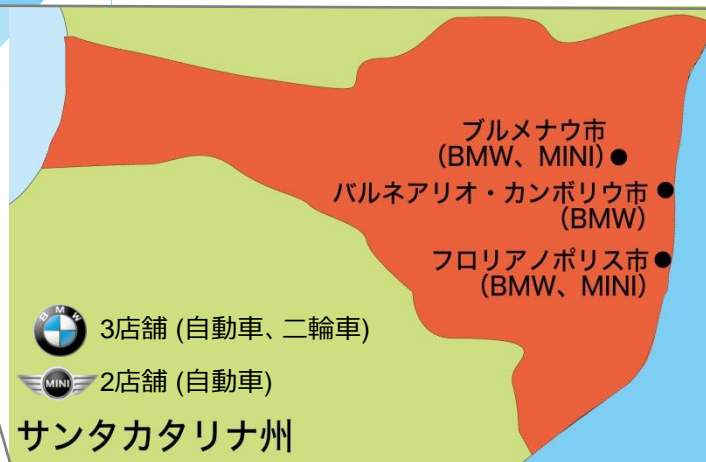 ブルメナウ市
(BMW、MINI)
バルネアリオ・カンボリウ市
(BMW)
フロリアノポリス市
(BMW、MINI)
BMW
3店舗 (自動車、二輪車)
MINI
2店舗 (自動車)
サンタカタリナ州